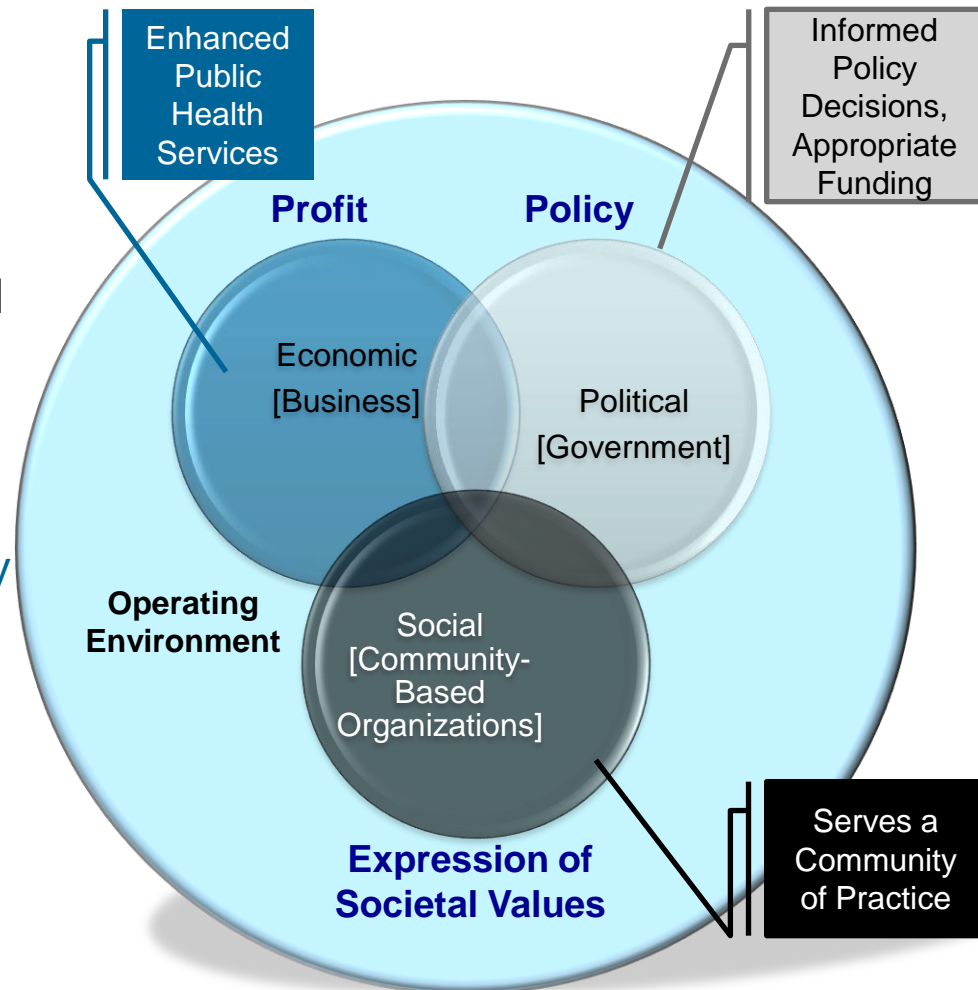 Enhanced
Public
Health
Services
Informed
Policy
Decisions,
Appropriate
Funding
Profit
Policy
Economic
[Business]
Political
[Government]
Operating
Environment
Social
[Community-
Based
Organizations]
Expression of
Societal Values
Serves a
Community
of Practice